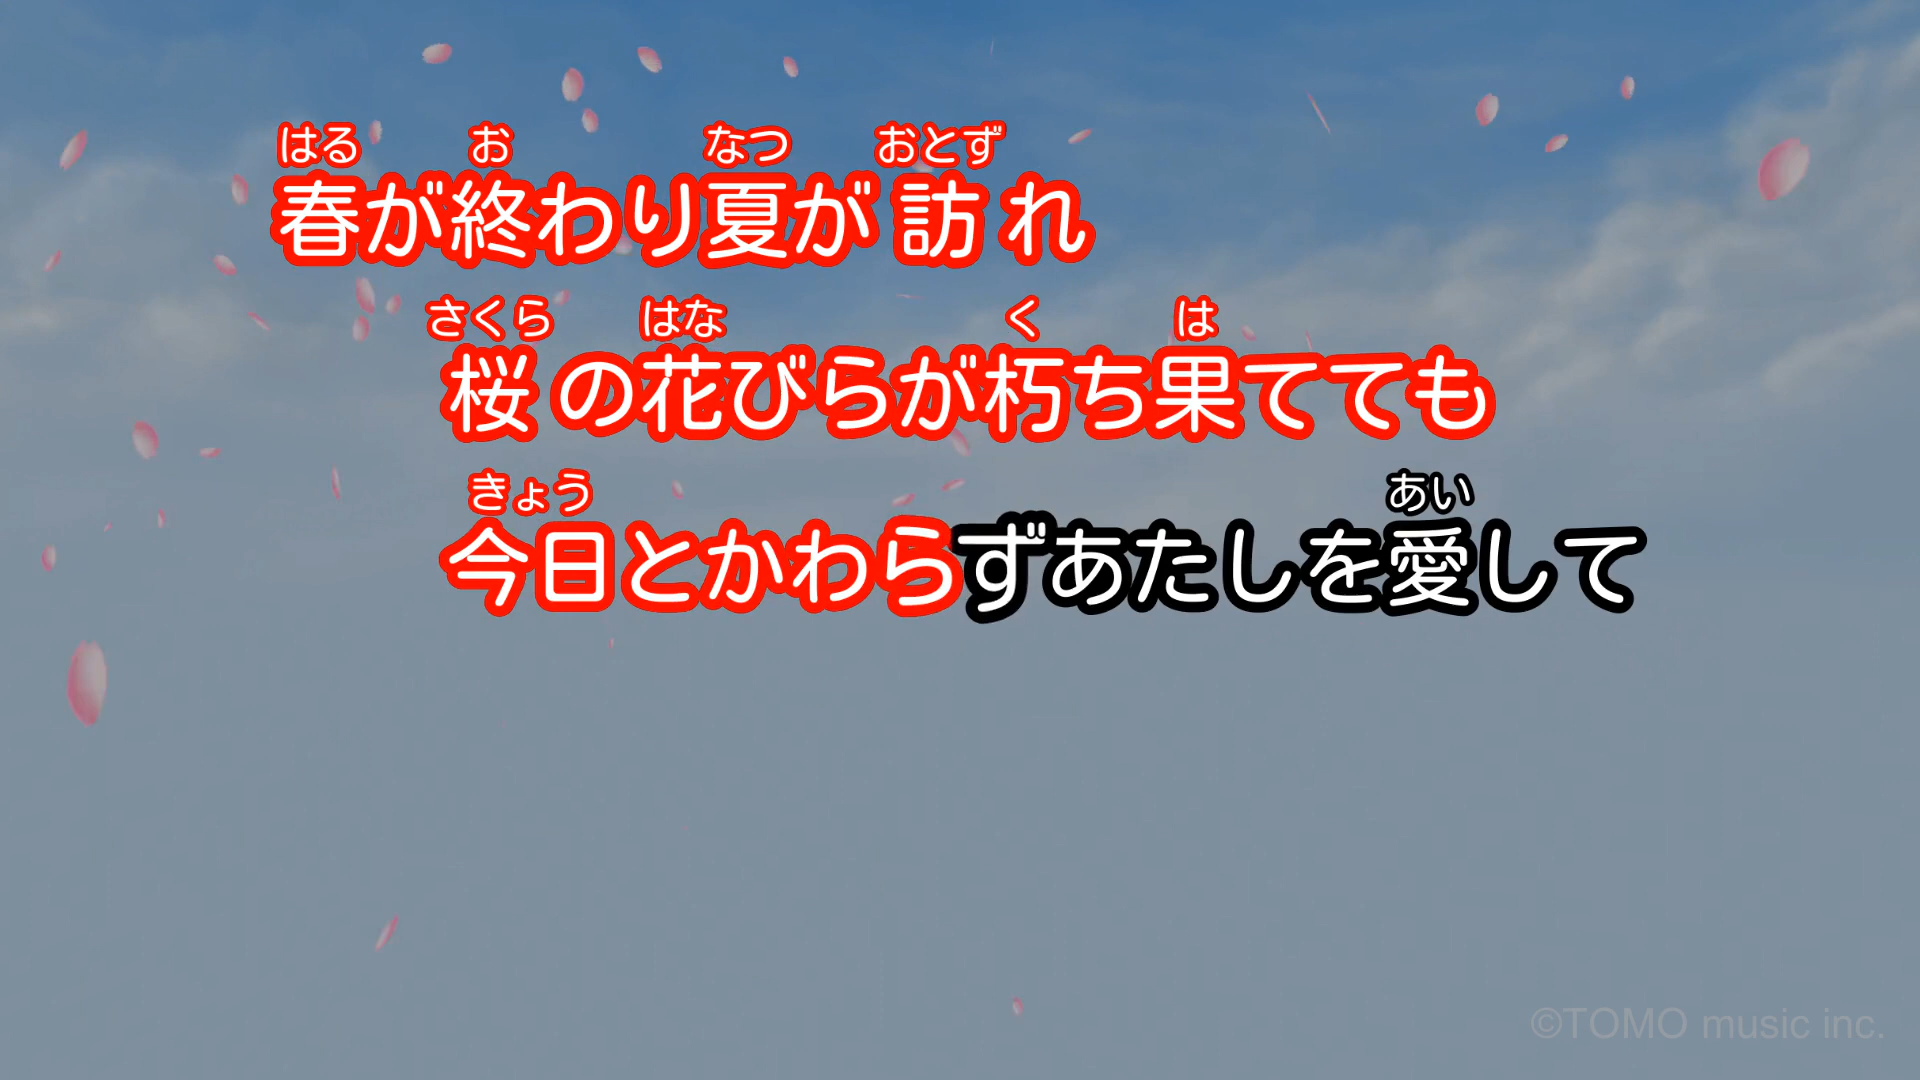 はる お なつ おとず
春が終わり夏が訪れ
さくら はな く は
桜の花びらが朽ち果てても
きょう あい
今日とかわらずあたしを愛して
©TOMO music inc.